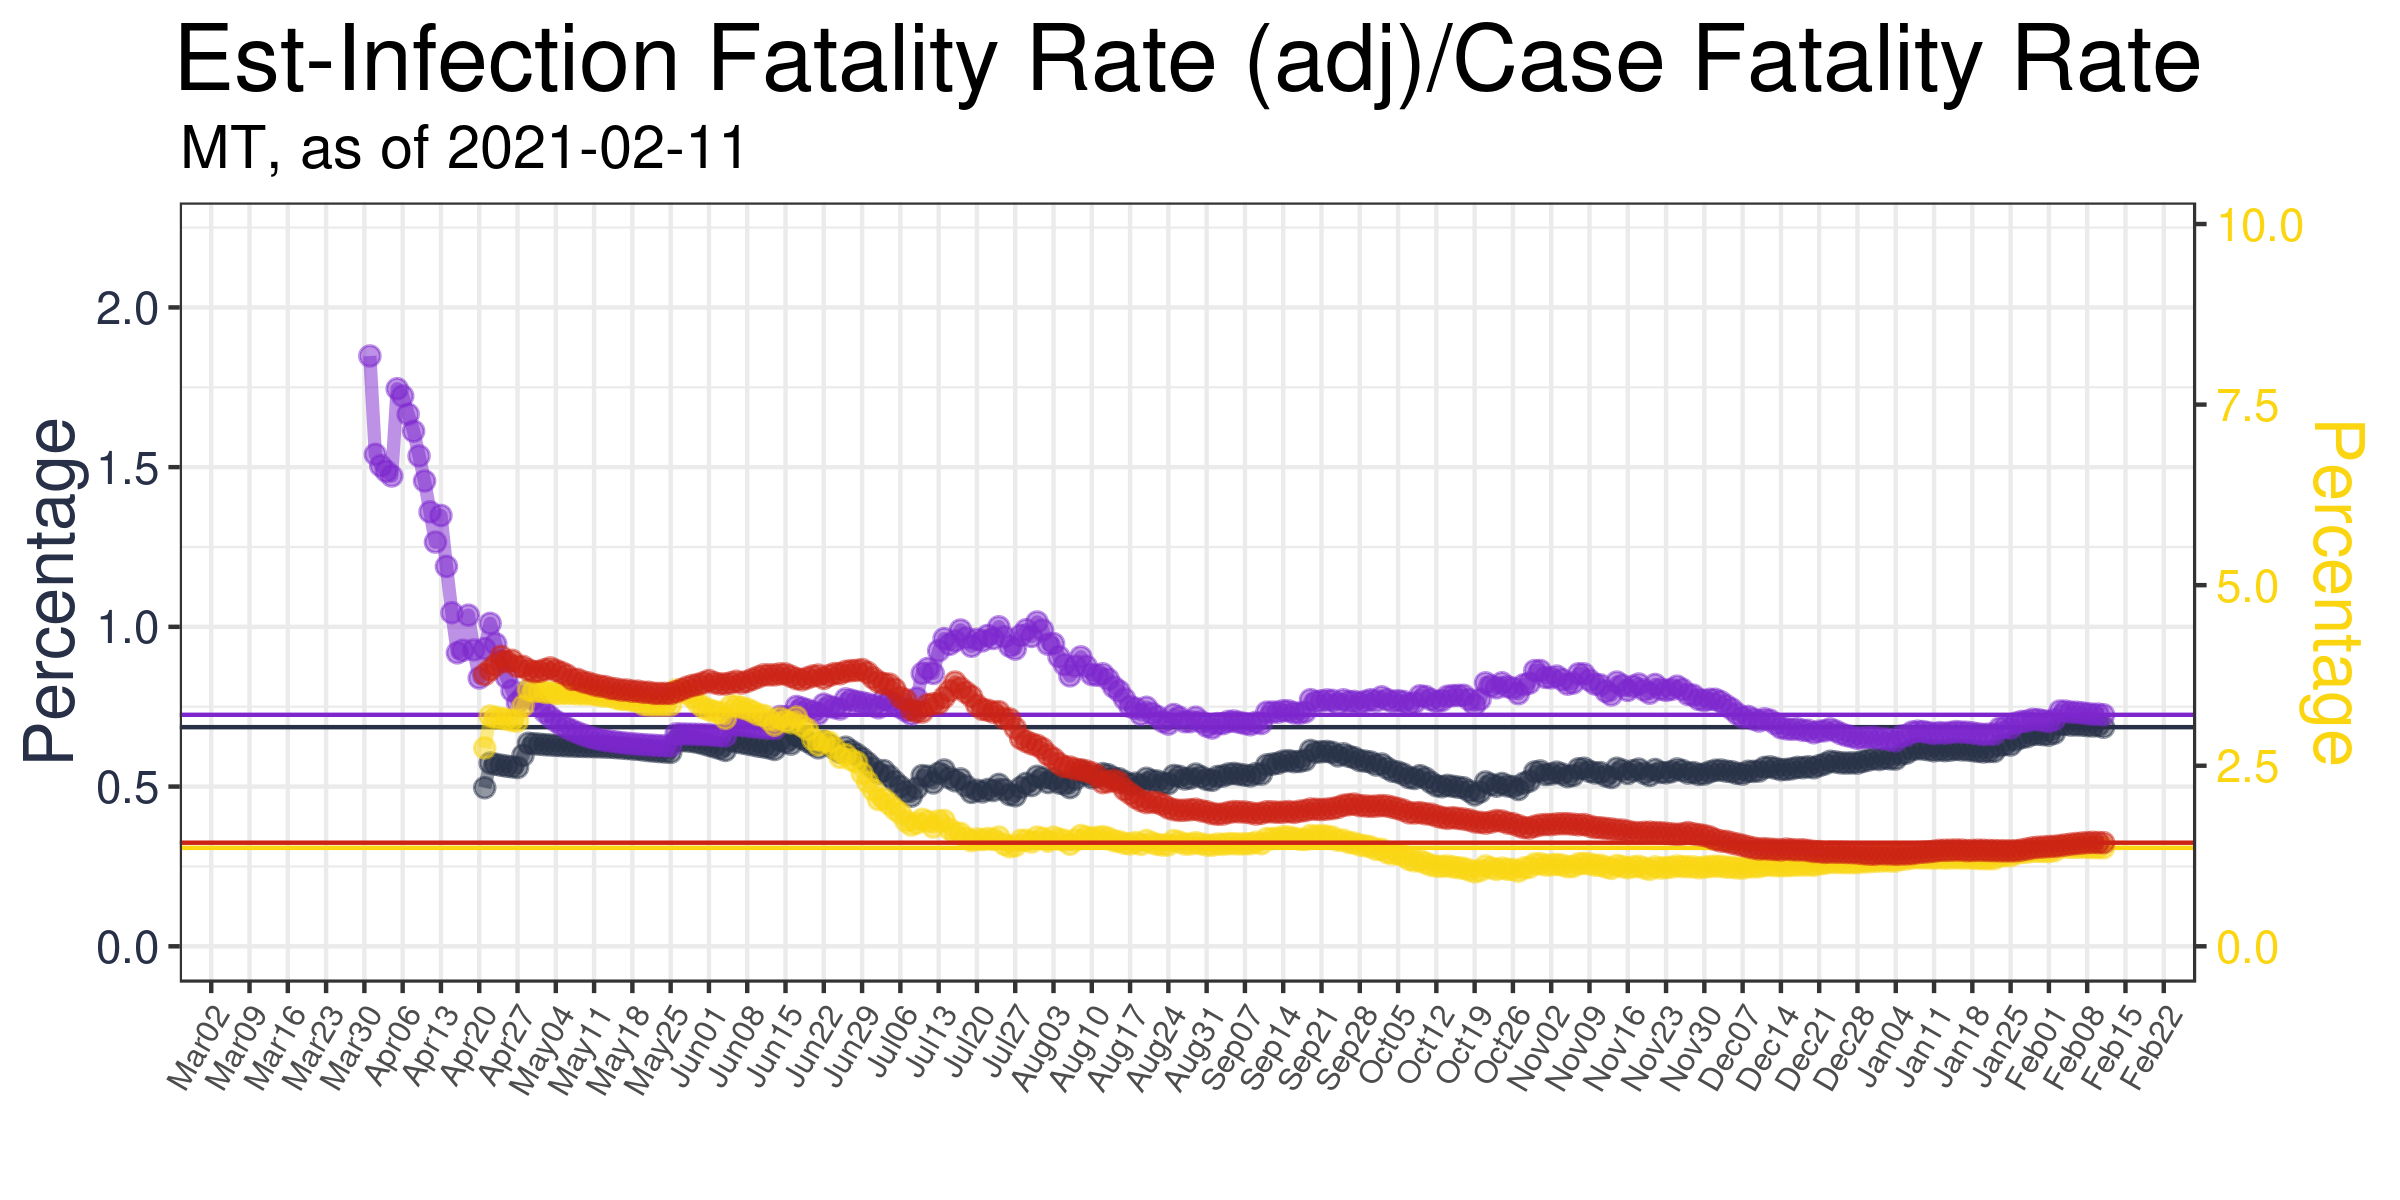 Est-Infection Fatality Rate (adj)/Case Fatality Rate
MT, as of 2021-02-11
Percentage
2.0
1.5
1.0
0.5
0.0
10.0
7.5
5.0
2.5
0.0
Percentage
Mar02
Mar09
Mar16
Mar23
Mar30
Apr06
Apr13
Apr20
Apr27
May04
May11
May18
May25
Jun01
Jun08
Jun15
Jun22
Jun29
Jul06
Jul13
Jul20
Jul27
Aug03
Aug10
Aug17
Aug24
Aug31
Sep07
Sep14
Sep21
Sep28
Oct05
Oct12
Oct19
Oct26
Nov02
Nov09
Nov16
Nov23
Nov30
Dec07
Dec14
Dec21
Dec28
Jan04
Jan11
Jan18
Jan25
Feb01
Feb08
Feb15
Feb22